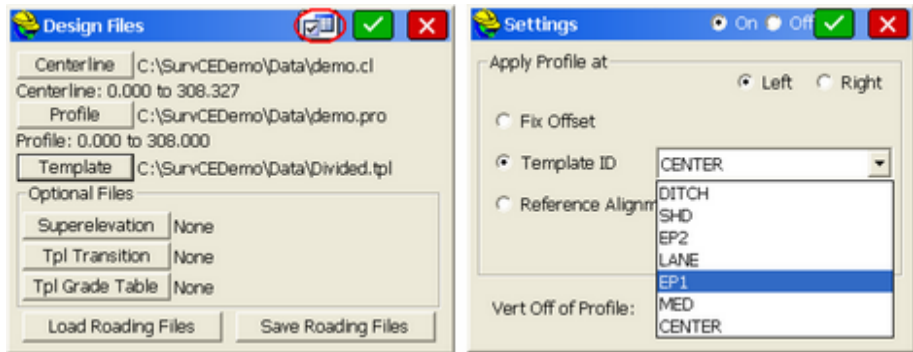 Design Files
Centerline C:\SurvCEDemo\Data\demo.cl
Centerline: 0.000 to 308.327
Profile C:\SurvCEDemo\Data\demo.pro
Profile: 0.000 to 308.000
Template C:\SurvCEDemo\Data\Divided.tpl
Optional Files
Superelevation None
Tpl Transition None
Tpl Grade Table None
Load Roading Files Save Roading Files
Settings On Off
Apply Profile at
Left Right
Fix Offset
Template ID CENTER
Reference Alignm
DITCH
SHD
EP2
LANE
EP1
MED
CENTER
Vert Off of Profile: